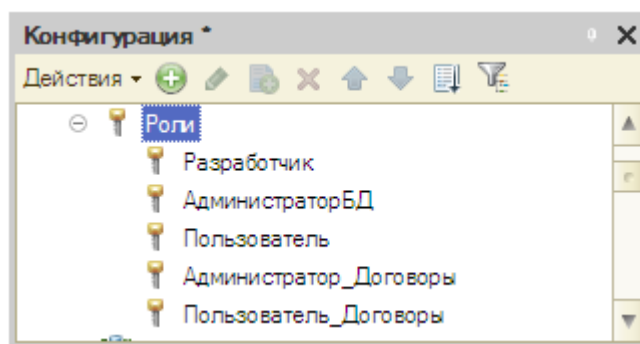 Конфигурация *
Действия
Роли
Разработчик
АдминистраторБД
Пользователь
Администратор_Договоры
Пользователь_Договоры